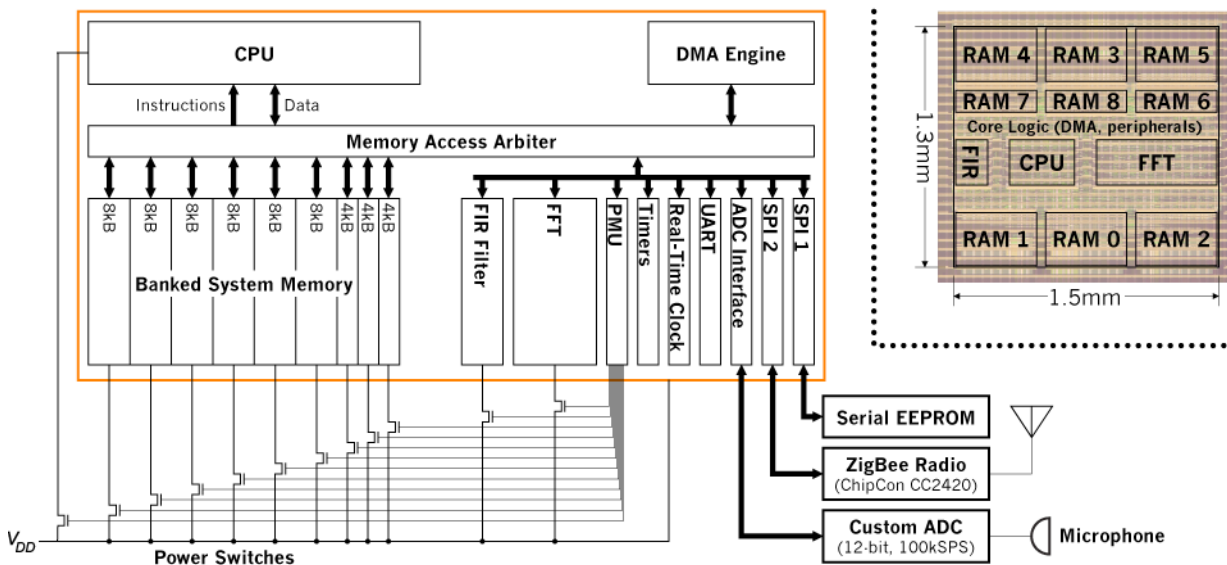 CPU
DMA Engine
Instructions
Data
Memory Access Arbiter
8kB
8kB
8kB
8kB
8kB
8kB
4kB
4kB
4kB
Banked System Memory
FIR Filter
FFT
PMU
Timers
Real-Time Clock
UART
ADC Interface
SPI 2
SPI 1
Serial EEPROM
ZigBee Radio
(ChipCon CC2420)
Custom ADC
(12-bit, 100kSPS)
Microphone
VDD
Power Switches
RAM 4
RAM 3
RAM 5
RAM 7
RAM 8
RAM 6
Core Logic (DMA, peripherals)
FIR
CPU
FFT
RAM 1
RAM 0
RAM 2
1.3mm
1.5mm